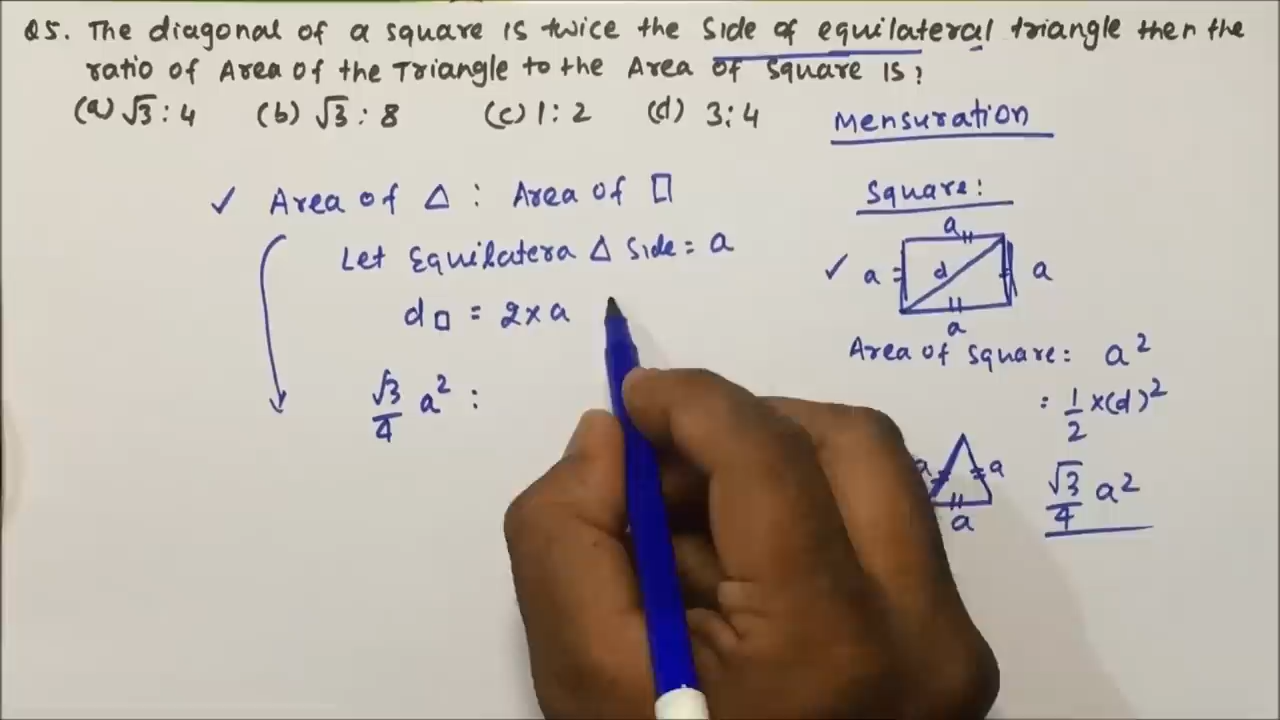 Q5. The diagonal of a square is twice the side of equilateral triangle then the
ratio of Area of the Triangle to the Area of square is?
(a) √3 : 4 (b) √3 : 8 (c) 1 : 2 (d) 3 : 4
Mensuration
✓ Area of Δ : Area of □
Let Equilatera Δ side = a
d□ = 2 × a
√3/4 a² :
Square:
a
✓ a d a
a
Area of square: a²
: 1/2 × (d)²
a a
a
√3/4 a²